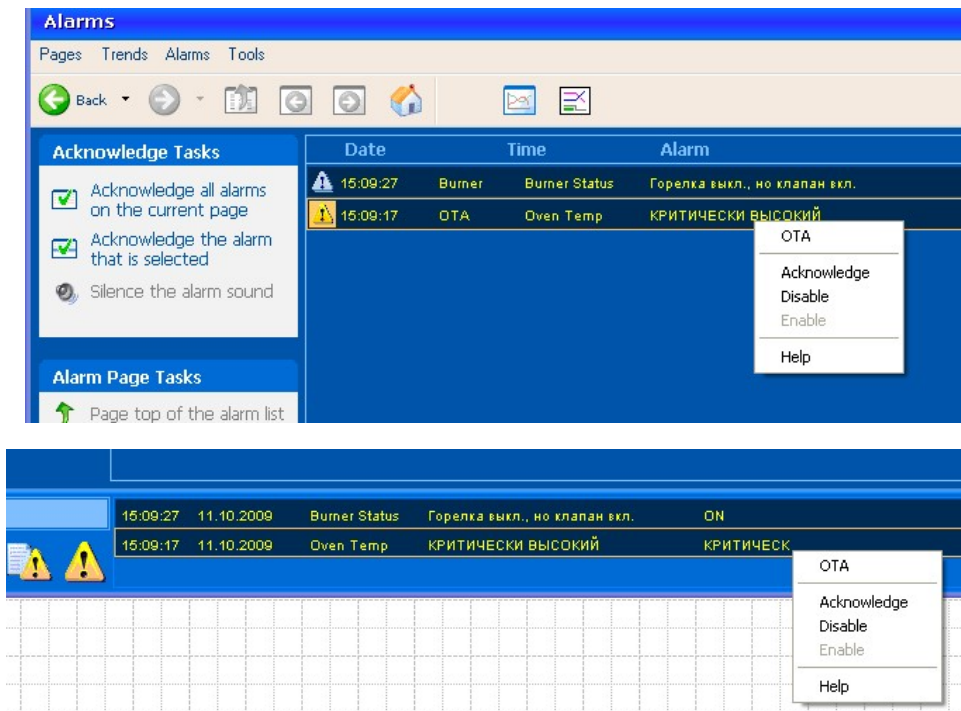 Alarms
Pages Trends Alarms Tools
Back
Acknowledge Tasks
Acknowledge all alarms
on the current page
Acknowledge the alarm
that is selected
Silence the alarm sound
Alarm Page Tasks
Page top of the alarm list
Date Time Alarm
15:09:27 Burner Burner Status Горелка выкл., но клапан вкл.
15:09:17 OTA Oven Temp КРИТИЧЕСКИ ВЫСОКИЙ
OTA
Acknowledge
Disable
Enable
Help
15:09:27 11.10.2009 Burner Status Горелка выкл., но клапан вкл. ON
15:09:17 11.10.2009 Oven Temp КРИТИЧЕСКИ ВЫСОКИЙ КРИТИЧЕСК
OTA
Acknowledge
Disable
Enable
Help